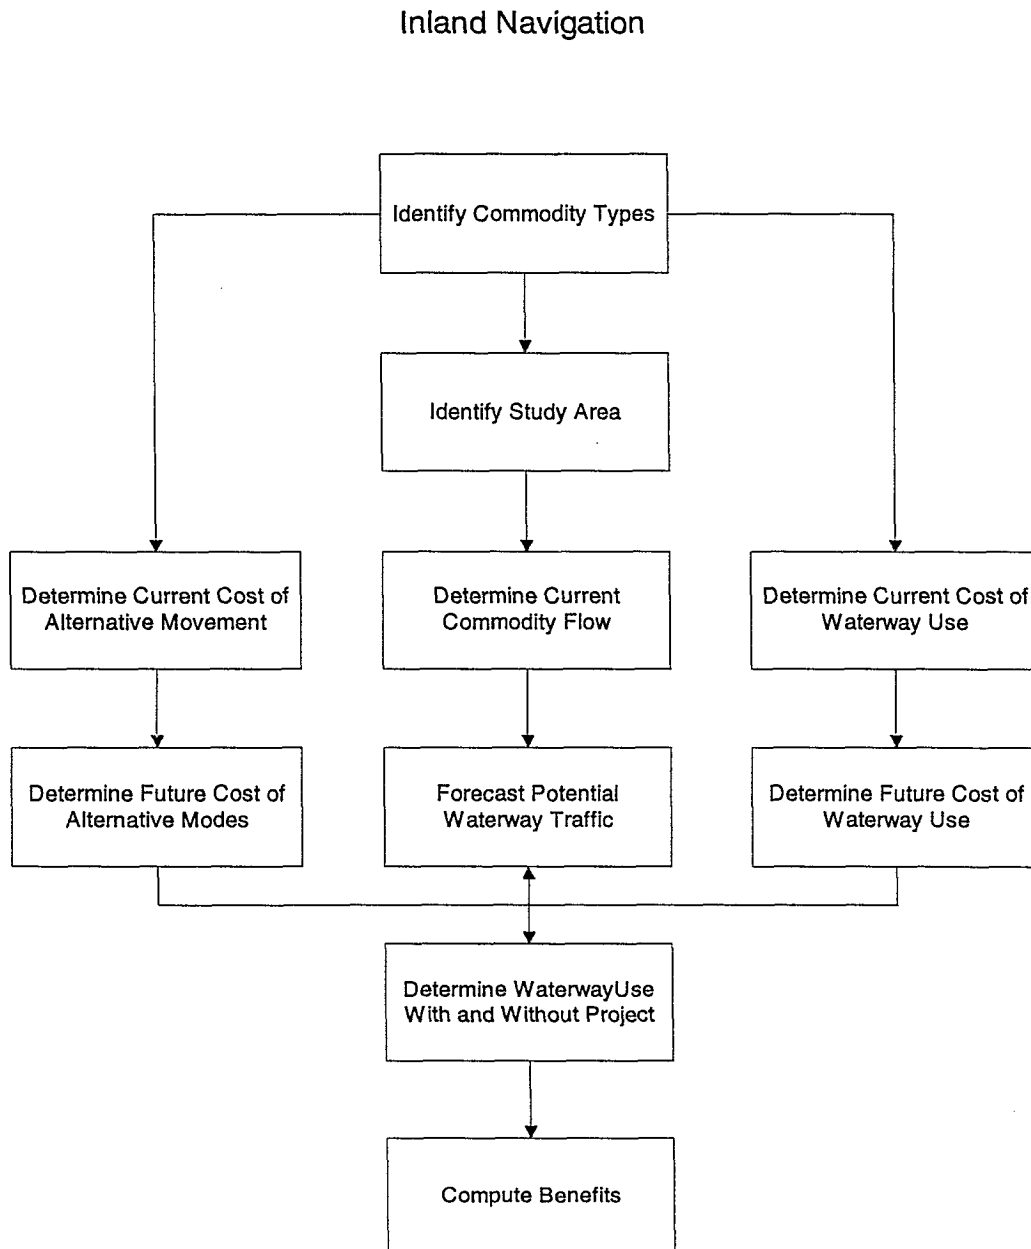 Inland Navigation
Identify Commodity Types
Identify Study Area
Determine Current Cost of
Alternative Movement
Determine Current
Commodity Flow
Determine Current Cost of
Waterway Use
Determine Future Cost of
Alternative Modes
Forecast Potential
Waterway Traffic
Determine Future Cost of
Waterway Use
Determine WaterwayUse
With and Without Project
Compute Benefits